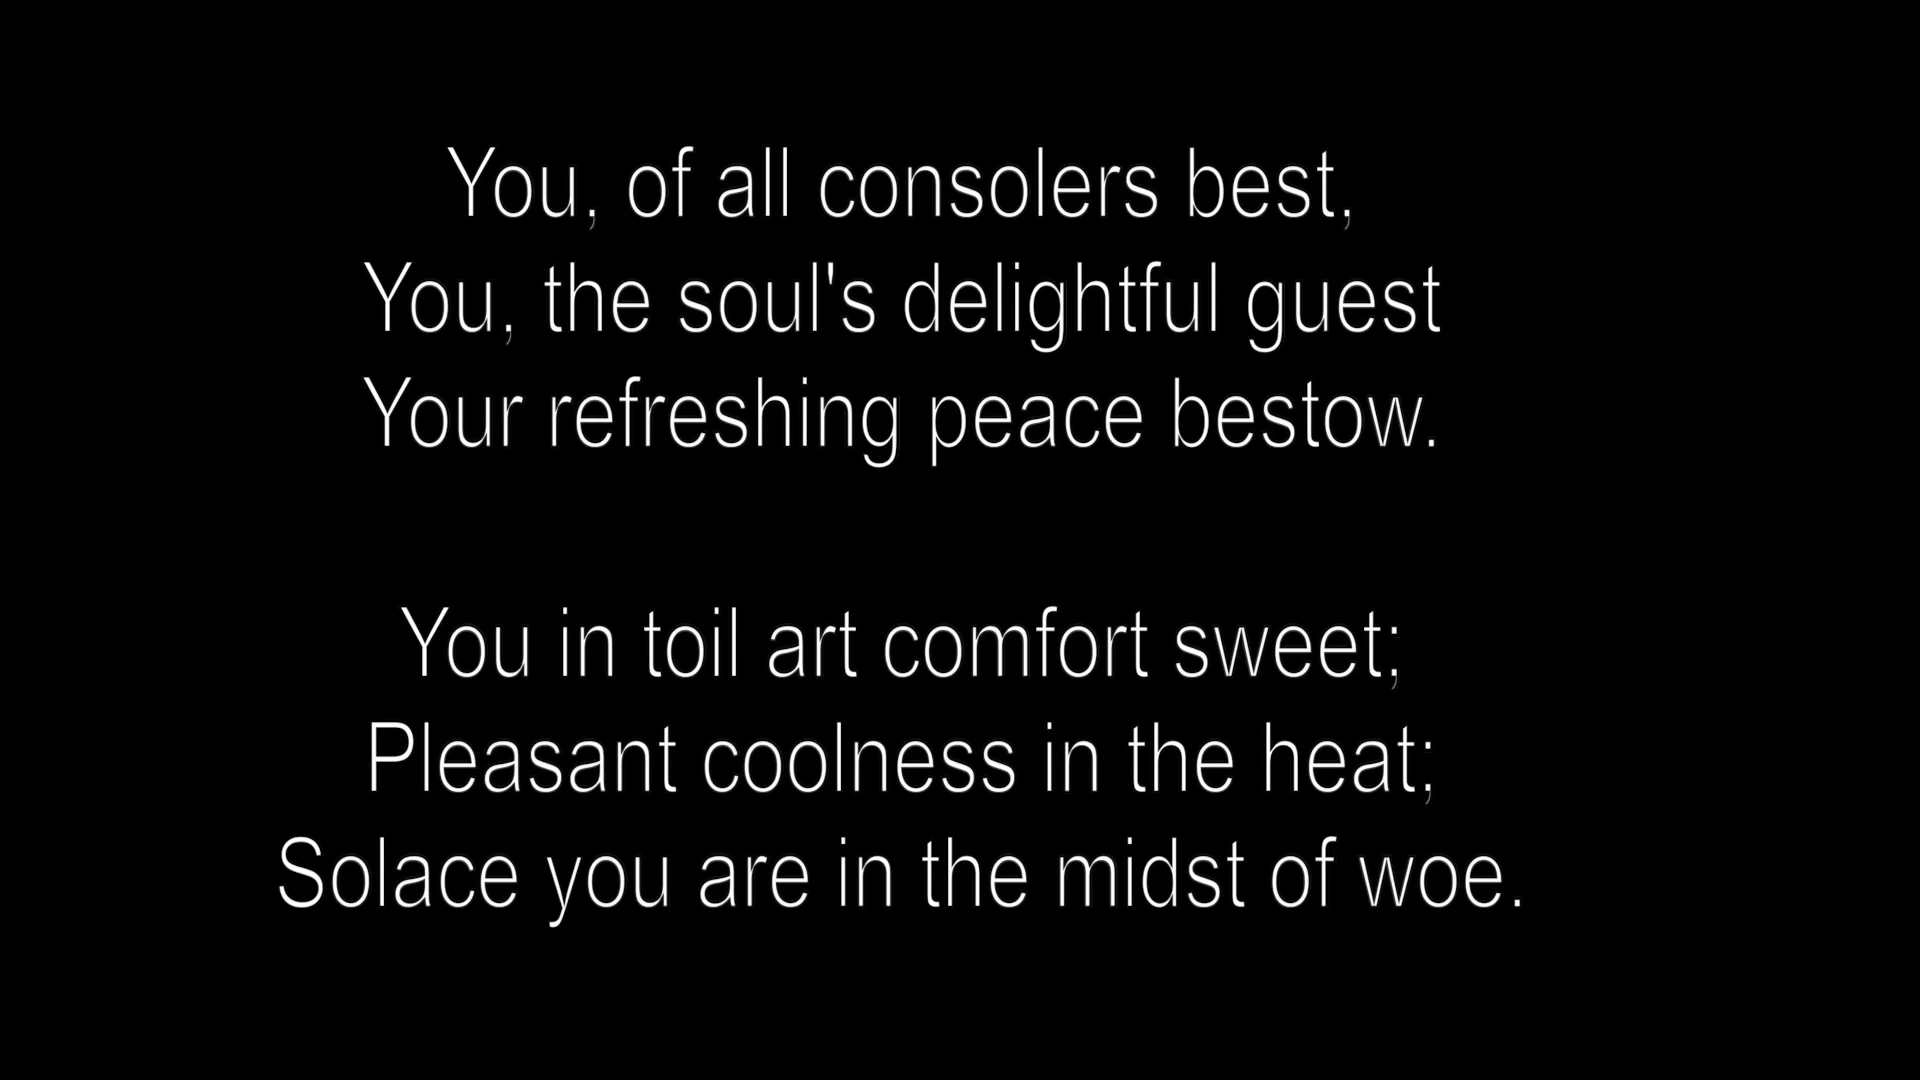 You, of all consolers best,
You, the soul's delightful guest
Your refreshing peace bestow.
You in toil art comfort sweet;
Pleasant coolness in the heat;
Solace you are in the midst of woe.